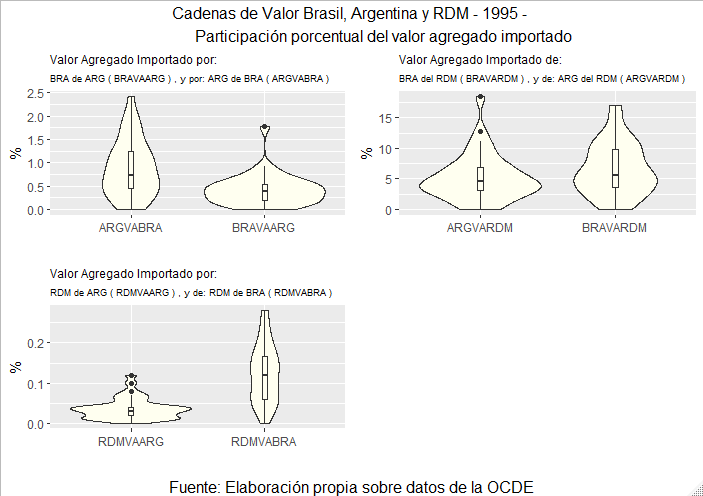 Cadenas de Valor Brasil, Argentina y RDM - 1995 -
Participación porcentual del valor agregado importado
Valor Agregado Importado por:
BRA de ARG ( BRAVAARG ) , y por: ARG de BRA ( ARGVABRA )
2.5
2.0
1.5
1.0
0.5
0.0
%
ARGVABRA BRAVAARG
Valor Agregado Importado de:
BRA del RDM ( BRAVARDM ) , y de: ARG del RDM ( ARGVARDM )
15
10
5
0
%
ARGVARDM BRAVARDM
Valor Agregado Importado por:
RDM de ARG ( RDMVAARG ) , y de: RDM de BRA ( RDMVABRA )
0.2
0.1
0.0
%
RDMVAARG RDMVABRA
Fuente: Elaboración propia sobre datos de la OCDE